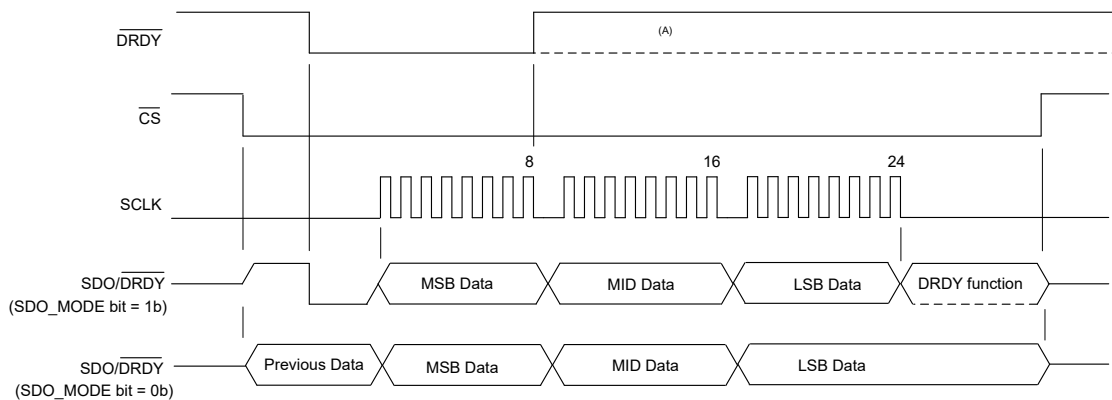 DRDY
(A)
CS
8
16
24
SCLK
SDO/DRDY
(SDO_MODE bit = 1b)
MSB Data
MID Data
LSB Data
DRDY function
SDO/DRDY
(SDO_MODE bit = 0b)
Previous Data
MSB Data
MID Data
LSB Data